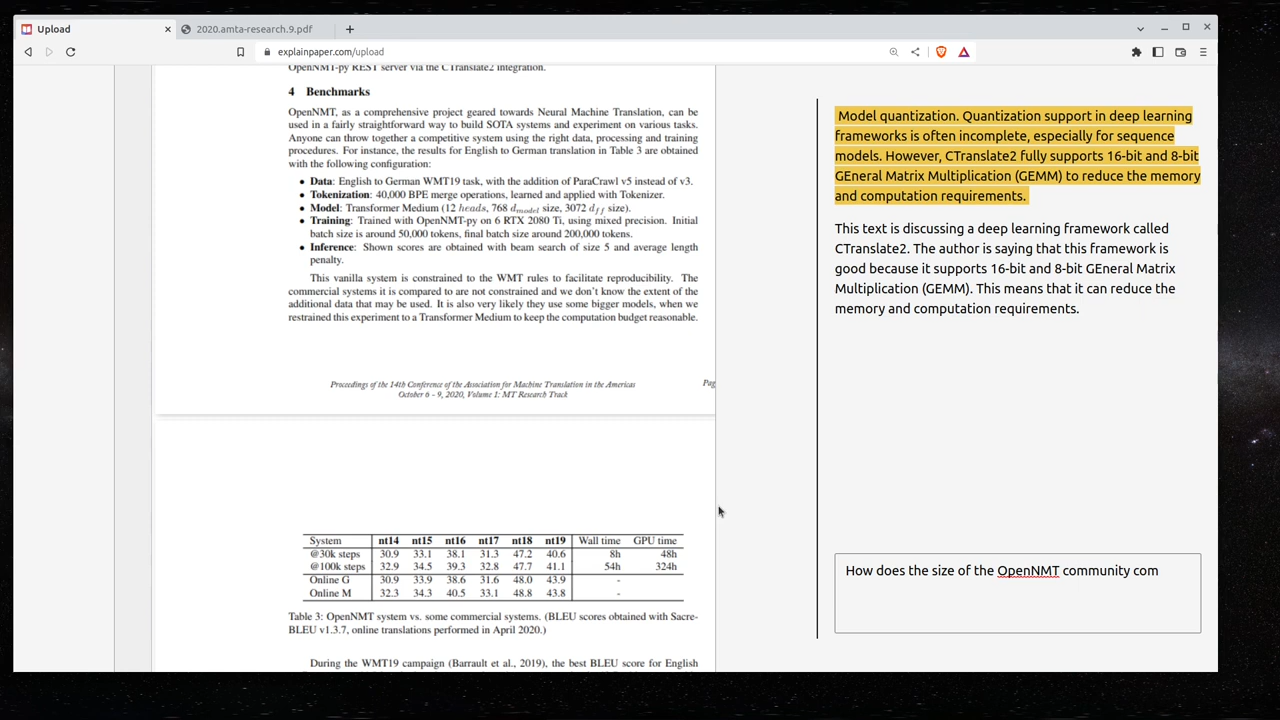 Upload
2020.amta-research.9.pdf
explainpaper.com/upload
OpenNMT-py REST server via the CTranslate2 integration.
4 Benchmarks
OpenNMT, as a comprehensive project geared towards Neural Machine Translation, can be
used in a fairly straightforward way to build SOTA systems and experiment on various tasks.
Anyone can throw together a competitive system using the right data, processing and training
procedures. For instance, the results for English to German translation in Table 3 are obtained
with the following configuration:
• Data: English to German WMT19 task, with the addition of ParaCrawl v5 instead of v3.
• Tokenization: 40,000 BPE merge operations, learned and applied with Tokenizer.
• Model: Transformer Medium (12 heads, 768 d_model size, 3072 d_ff size).
• Training: Trained with OpenNMT-py on 6 RTX 2080 Ti, using mixed precision. Initial
batch size is around 50,000 tokens, final batch size around 200,000 tokens.
• Inference: Shown scores are obtained with beam search of size 5 and average length
penalty.
This vanilla system is constrained to the WMT rules to facilitate reproducibility. The
commercial systems it is compared to are not constrained and we don't know the extent of the
additional data that may be used. It is also very likely they use some bigger models, when we
restrained this experiment to a Transformer Medium to keep the computation budget reasonable.
Proceedings of the 14th Conference of the Association for Machine Translation in the Americas
Pag
October 6 - 9, 2020, Volume 1: MT Research Track
System nt14 nt15 nt16 nt17 nt18 nt19 Wall time GPU time
@30k steps 30.9 33.1 38.1 31.3 47.2 40.6 8h 48h
@100k steps 32.9 34.5 39.3 32.8 47.7 41.1 54h 324h
Online G 30.9 33.9 38.6 31.6 48.0 43.9 - -
Online M 32.3 34.3 40.5 33.1 48.8 43.8 - -
Table 3: OpenNMT system vs. some commercial systems. (BLEU scores obtained with Sacre-
BLEU v1.3.7, online translations performed in April 2020.)
During the WMT19 campaign (Barrault et al., 2019), the best BLEU score for English
Model quantization. Quantization support in deep learning
frameworks is often incomplete, especially for sequence
models. However, CTranslate2 fully supports 16-bit and 8-bit
GEneral Matrix Multiplication (GEMM) to reduce the memory
and computation requirements.
This text is discussing a deep learning framework called
CTranslate2. The author is saying that this framework is
good because it supports 16-bit and 8-bit GEneral Matrix
Multiplication (GEMM). This means that it can reduce the
memory and computation requirements.
How does the size of the OpenNMT community com